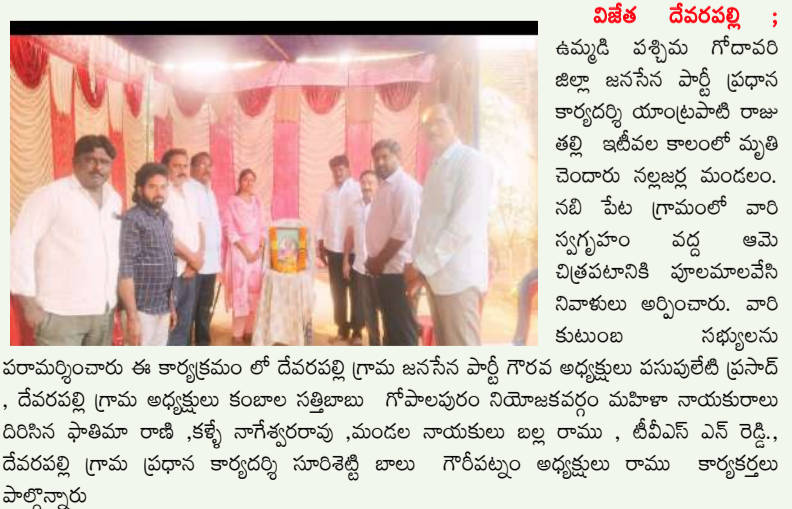 విజేత దేవరపల్లి ;
ఉమ్మడి పశ్చిమ గోదావరి
జిల్లా జనసేన పార్టీ ప్రధాన
కార్యదర్శి యాంట్రపాటి రాజు
తల్లి ఇటీవల కాలంలో మృతి
చెందారు నల్లజర్ల మండలం.
నబి పేట గ్రామంలో వారి
స్వగృహం వద్ద ఆమె
చిత్రపటానికి పూలమాలవేసి
నివాళులు అర్పించారు. వారి
కుటుంబ సభ్యులను
పరామర్శించారు ఈ కార్యక్రమం లో దేవరపల్లి గ్రామ జనసేన పార్టీ గౌరవ అధ్యక్షులు పసుపులేటి ప్రసాద్
, దేవరపల్లి గ్రామ అధ్యక్షులు కంబాల సత్తిబాబు గోపాలపురం నియోజకవర్గం మహిళా నాయకురాలు
దిరిసిన ఫాతిమా రాణి ,కళ్ళే నాగేశ్వరరావు ,మండల నాయకులు బల్ల రాము , టీవీఎస్ ఎన్ రెడ్డి.,
దేవరపల్లి గ్రామ ప్రధాన కార్యదర్శి సూరిశెట్టి బాలు గౌరీపట్నం అధ్యక్షులు రాము కార్యకర్తలు
పాల్గొన్నారు